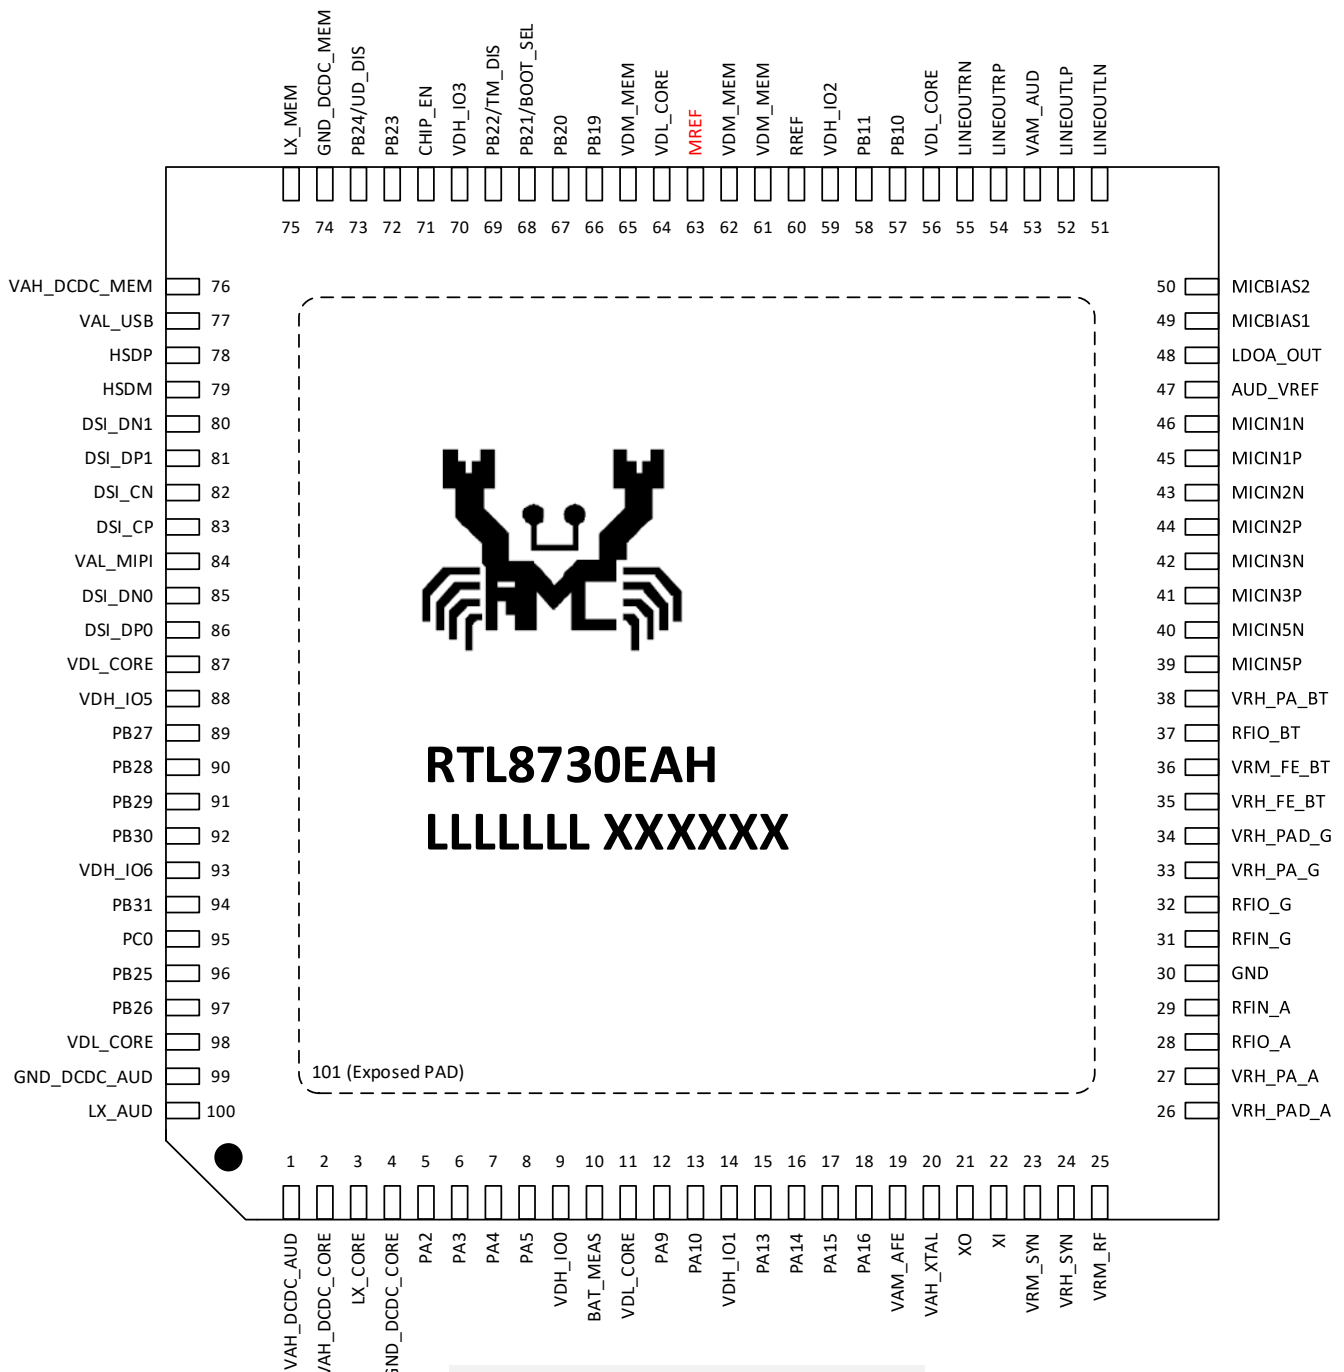 LX_MEM
GND_DCDC_MEM
PB24/UD_DIS
PB23
CHIP_EN
VDH_IO3
PB22/TM_DIS
PB21/BOOT_SEL
PB20
PB19
VDM_MEM
VDL_CORE
MREF
VDM_MEM
VDM_MEM
RREF
VDH_IO2
PB11
PB10
VDL_CORE
LINEOUTRN
LINEOUTRP
VAM_AUD
LINEOUTLP
LINEOUTLN
75 74 73 72 71 70 69 68 67 66 65 64 63 62 61 60 59 58 57 56 55 54 53 52 51
VAH_DCDC_MEM 76
VAL_USB 77
HSDP 78
HSDM 79
DSI_DN1 80
DSI_DP1 81
DSI_CN 82
DSI_CP 83
VAL_MIPI 84
DSI_DN0 85
DSI_DP0 86
VDL_CORE 87
VDH_IO5 88
PB27 89
PB28 90
PB29 91
PB30 92
VDH_IO6 93
PB31 94
PC0 95
PB25 96
PB26 97
VDL_CORE 98
GND_DCDC_AUD 99
LX_AUD 100
RTL8730EAH
LLLLLLL XXXXXX
101 (Exposed PAD)
50 MICBIAS2
49 MICBIAS1
48 LDOA_OUT
47 AUD_VREF
46 MICIN1N
45 MICIN1P
43 MICIN2N
44 MICIN2P
42 MICIN3N
41 MICIN3P
40 MICIN5N
39 MICIN5P
38 VRH_PA_BT
37 RFIO_BT
36 VRM_FE_BT
35 VRH_FE_BT
34 VRH_PAD_G
33 VRH_PA_G
32 RFIO_G
31 RFIN_G
30 GND
29 RFIN_A
28 RFIO_A
27 VRH_PA_A
26 VRH_PAD_A
1 2 3 4 5 6 7 8 9 10 11 12 13 14 15 16 17 18 19 20 21 22 23 24 25
VAH_DCDC_AUD
VAH_DCDC_CORE
LX_CORE
GND_DCDC_CORE
PA2
PA3
PA4
PA5
VDH_IO0
BAT_MEAS
VDL_CORE
PA9
PA10
VDH_IO1
PA13
PA14
PA15
PA16
VAM_AFE
VAH_XTAL
XO
XI
VRM_SYN
VRH_SYN
VRM_RF